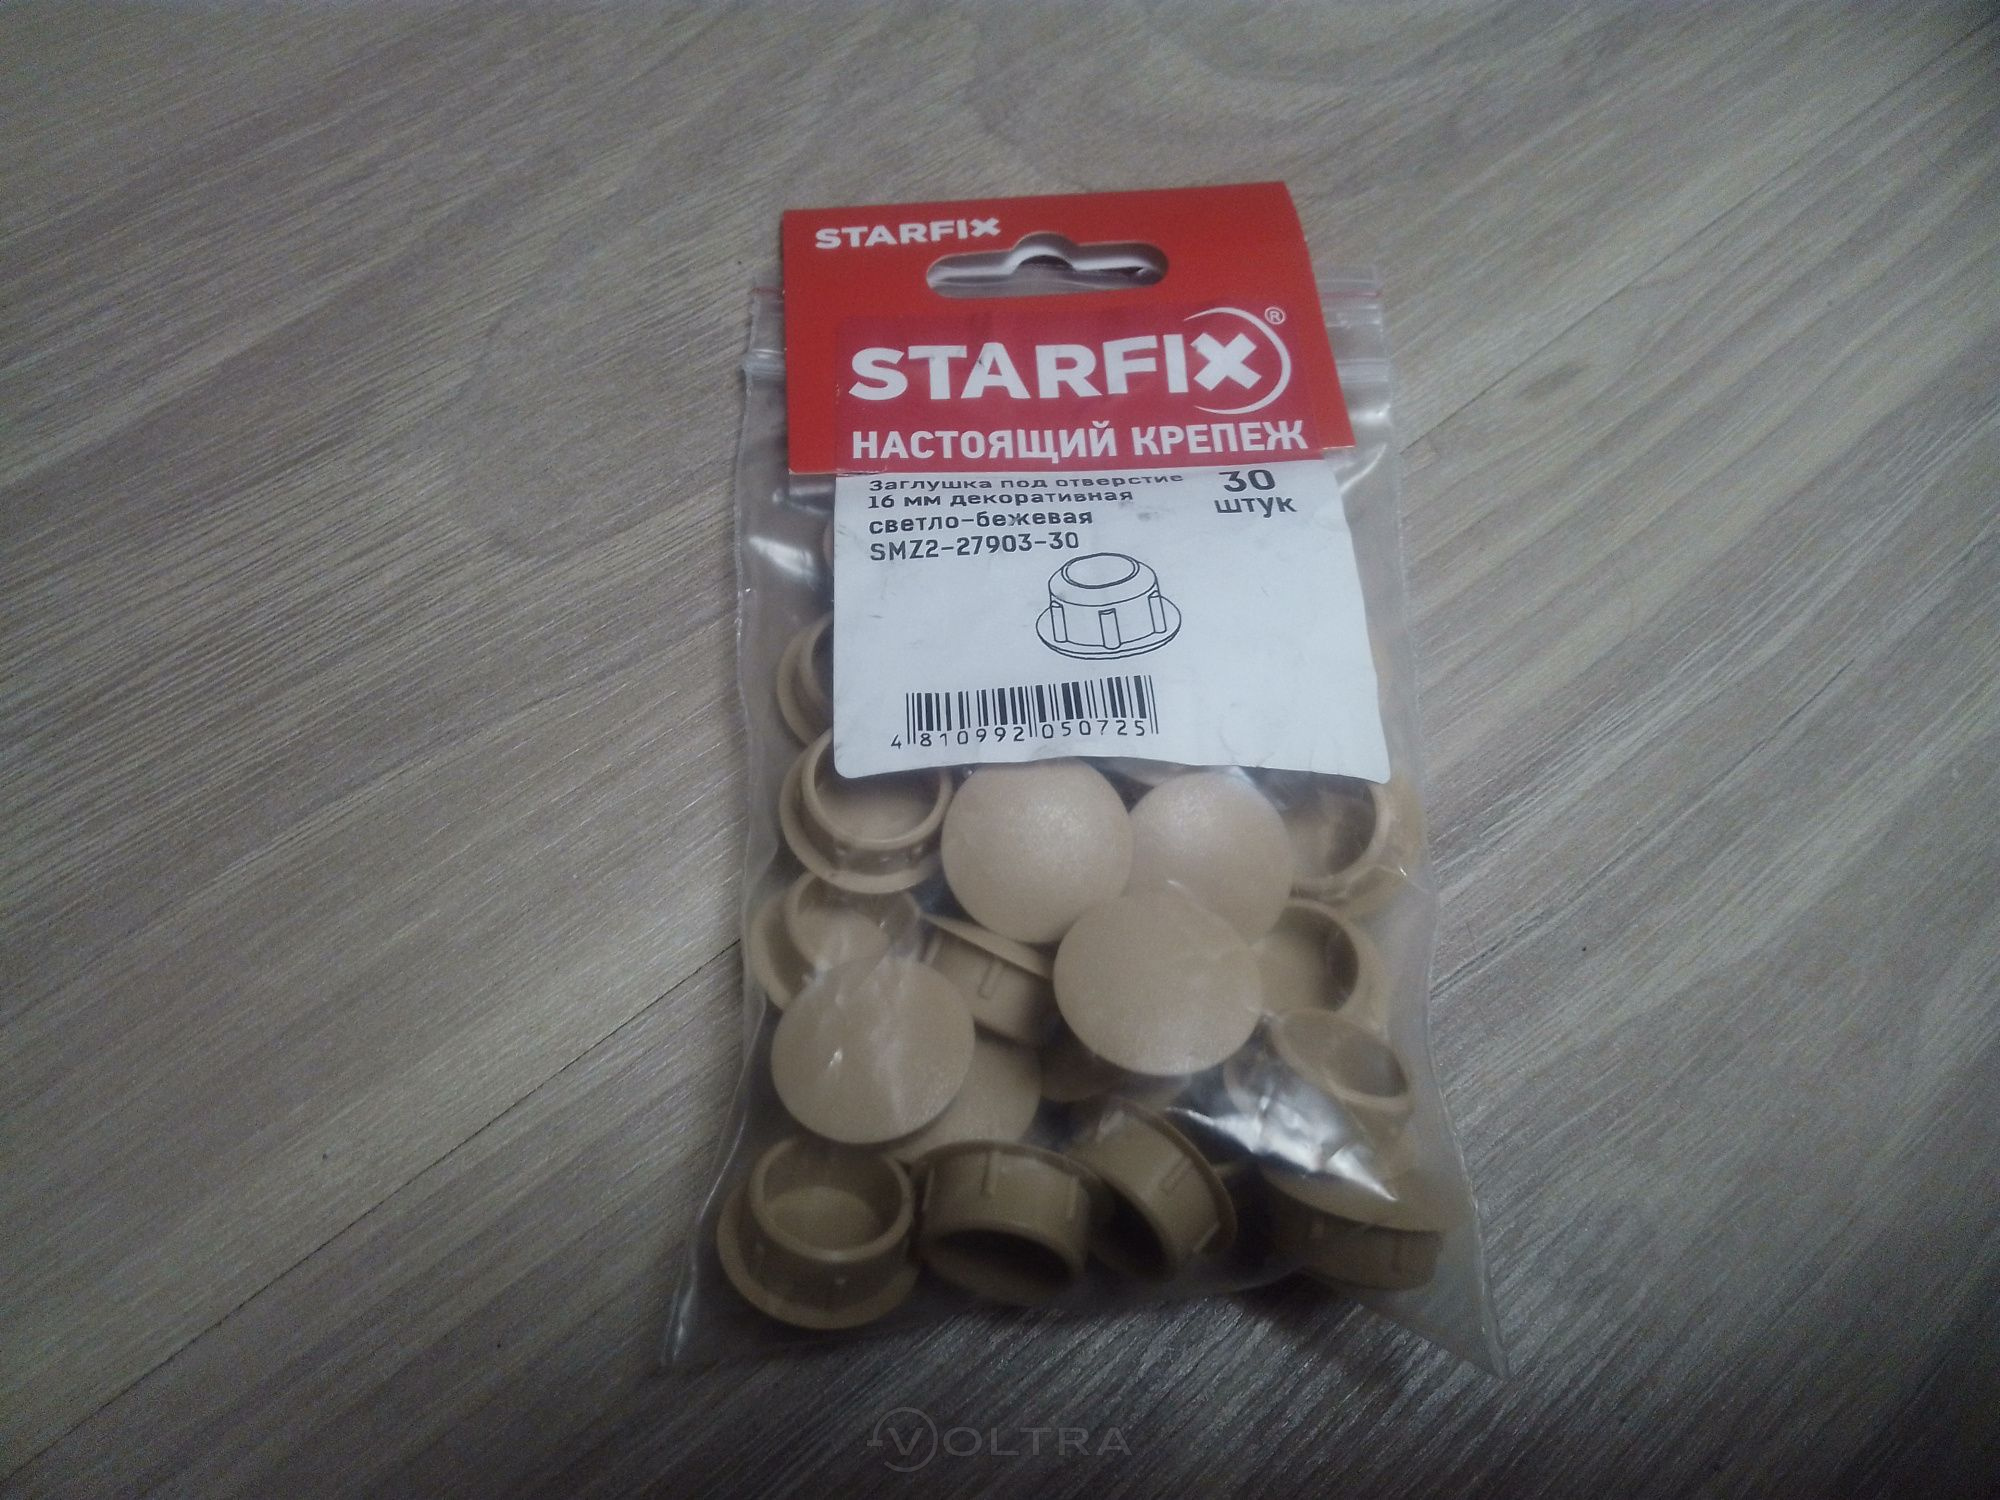 STARFIX
STARFIX®
НАСТОЯЩИЙ КРЕПЕЖ
Заглушка под отверстие
16 мм декоративная
светло-бежевая
SMZ2-27903-30
30
штук
4 810992 050725
VOLTRA